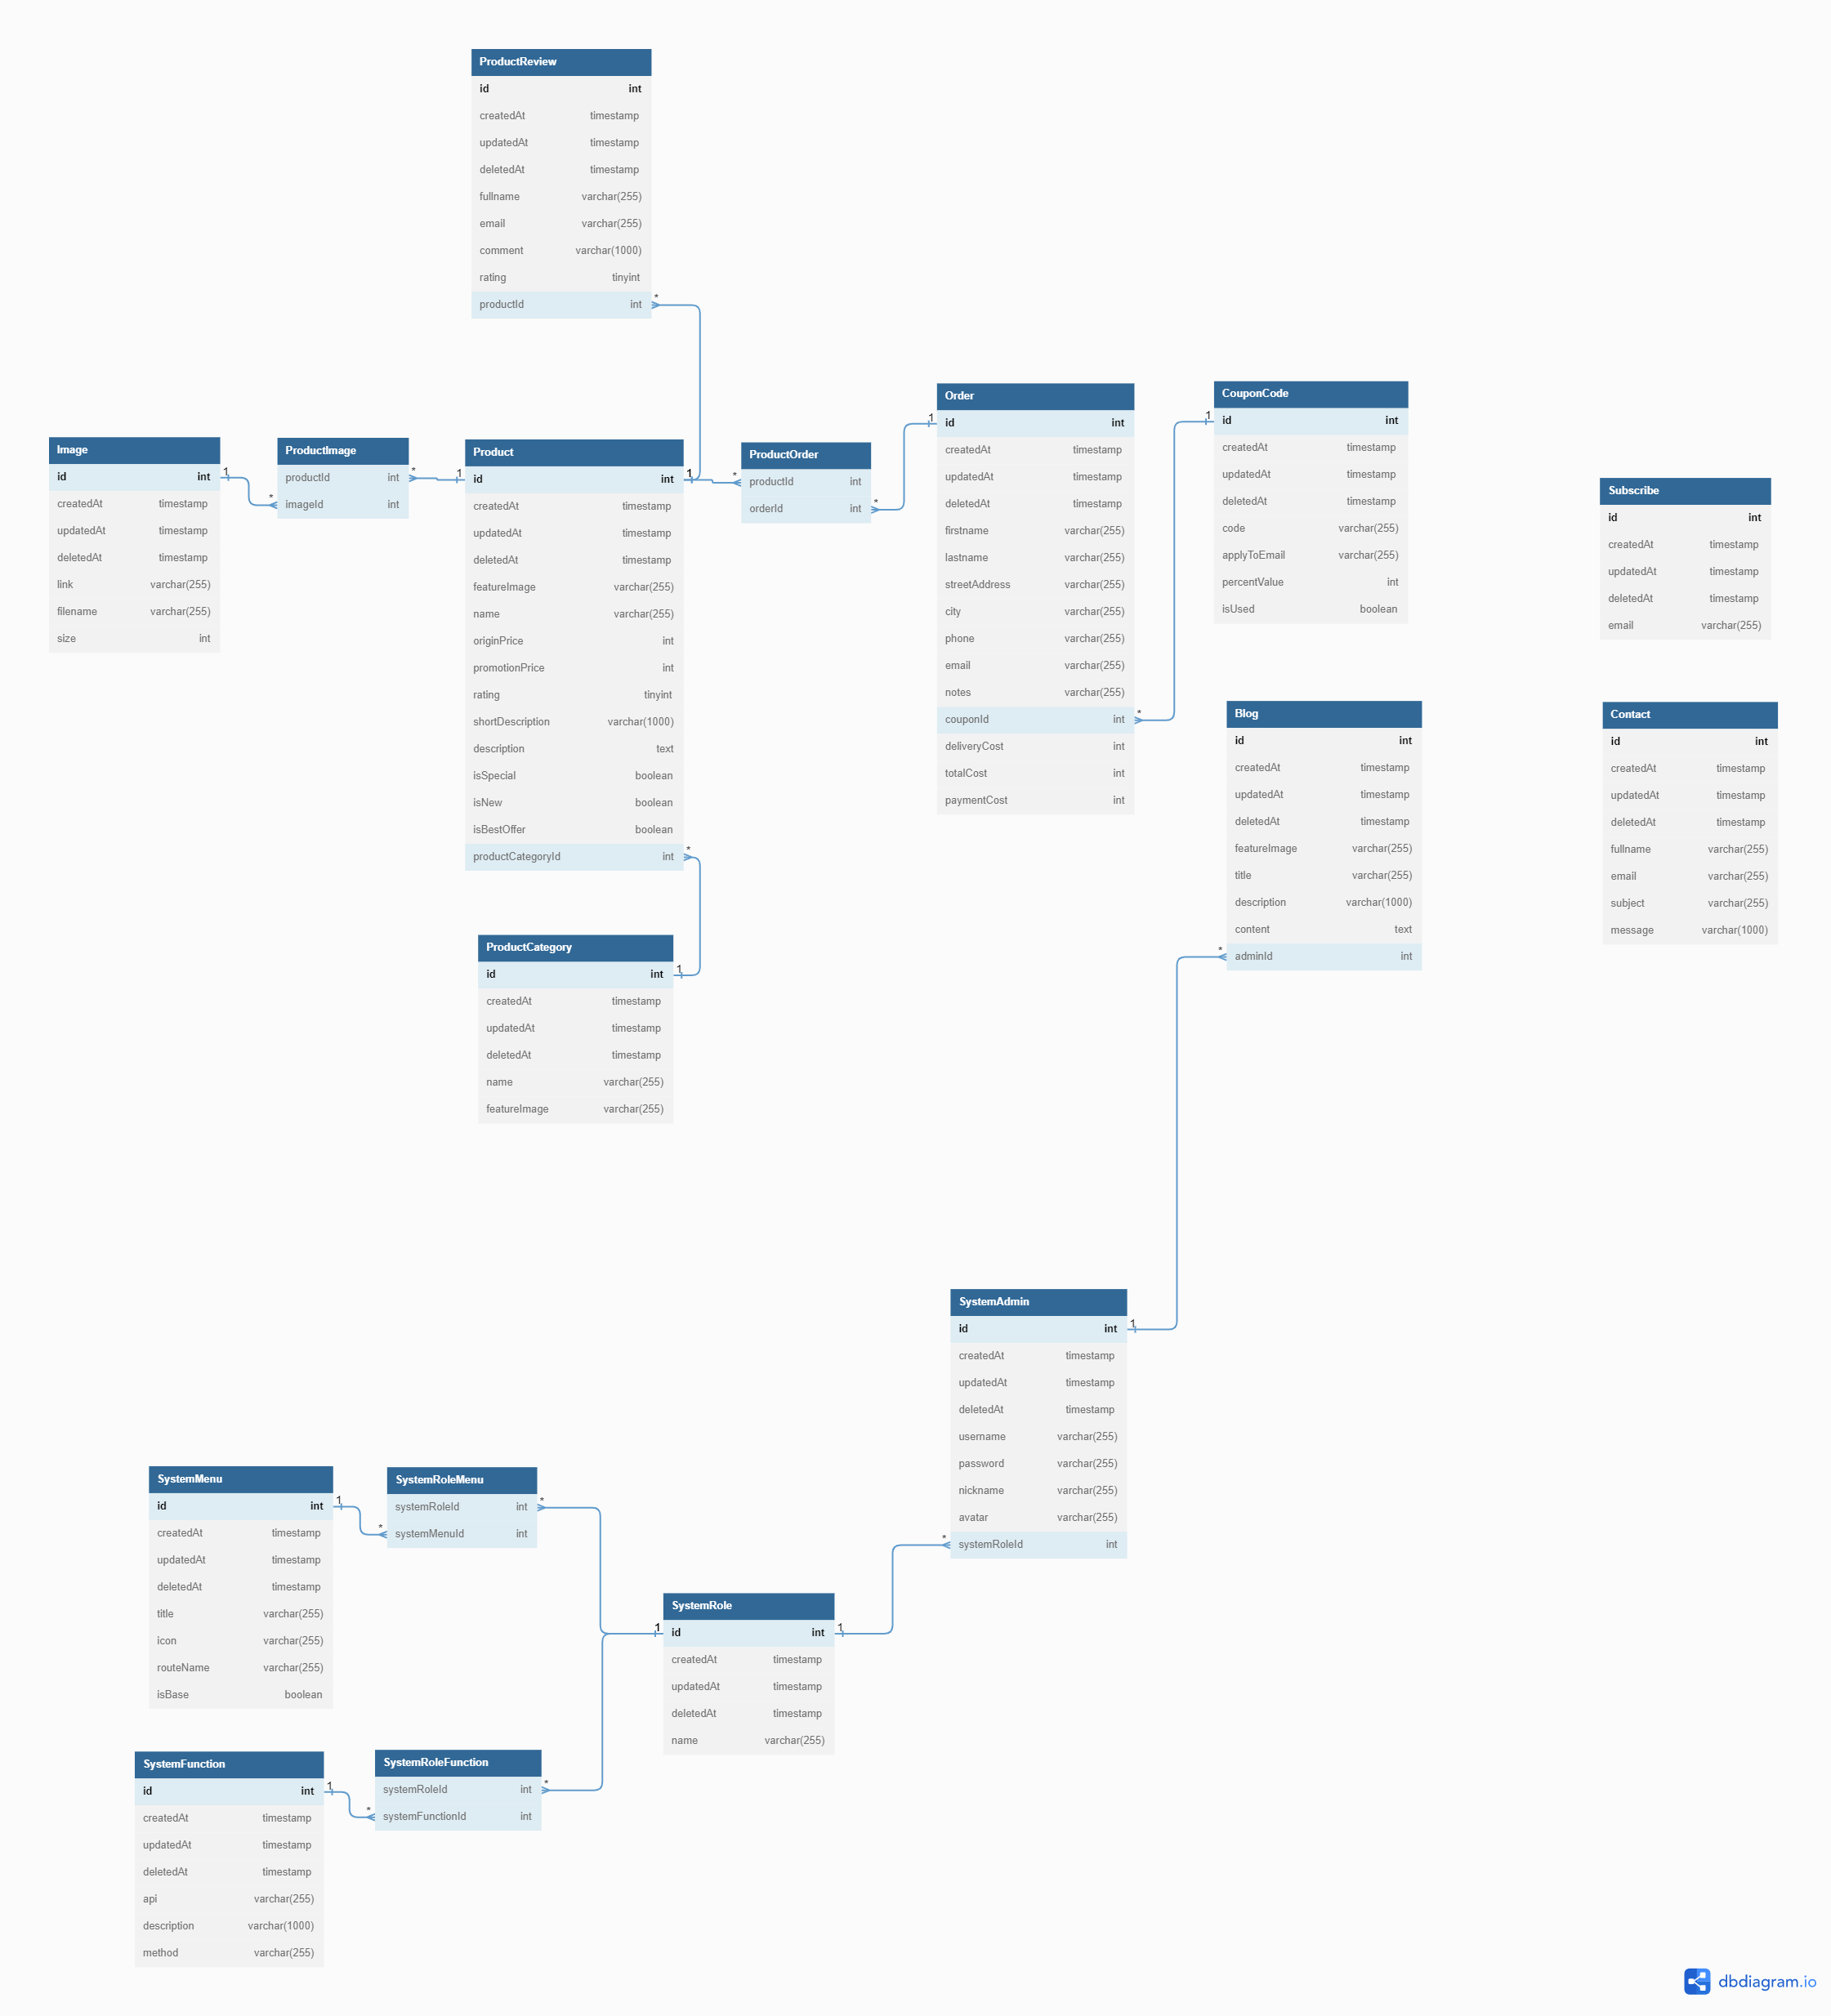 ProductReview
id int
createdAt timestamp
updatedAt timestamp
deletedAt timestamp
fullname varchar(255)
email varchar(255)
comment varchar(1000)
rating tinyint
productId int
*
Image
id int
createdAt timestamp
updatedAt timestamp
deletedAt timestamp
link varchar(255)
filename varchar(255)
size int
1
*
ProductImage
productId int
imageId int
*
1
Product
id int
createdAt timestamp
updatedAt timestamp
deletedAt timestamp
featureImage varchar(255)
name varchar(255)
originPrice int
promotionPrice int
rating tinyint
shortDescription varchar(1000)
description text
isSpecial boolean
isNew boolean
isBestOffer boolean
productCategoryId int
1
*
*
ProductOrder
productId int
orderId int
*
1
Order
id int
createdAt timestamp
updatedAt timestamp
deletedAt timestamp
firstname varchar(255)
lastname varchar(255)
streetAddress varchar(255)
city varchar(255)
phone varchar(255)
email varchar(255)
notes varchar(255)
couponId int
deliveryCost int
totalCost int
paymentCost int
*
1
CouponCode
id int
createdAt timestamp
updatedAt timestamp
deletedAt timestamp
code varchar(255)
applyToEmail varchar(255)
percentValue int
isUsed boolean
Subscribe
id int
createdAt timestamp
updatedAt timestamp
deletedAt timestamp
email varchar(255)
Blog
id int
createdAt timestamp
updatedAt timestamp
deletedAt timestamp
featureImage varchar(255)
title varchar(255)
description varchar(1000)
content text
adminId int
*
Contact
id int
createdAt timestamp
updatedAt timestamp
deletedAt timestamp
fullname varchar(255)
email varchar(255)
subject varchar(255)
message varchar(1000)
ProductCategory
id int
createdAt timestamp
updatedAt timestamp
deletedAt timestamp
name varchar(255)
featureImage varchar(255)
1
SystemAdmin
id int
createdAt timestamp
updatedAt timestamp
deletedAt timestamp
username varchar(255)
password varchar(255)
nickname varchar(255)
avatar varchar(255)
systemRoleId int
1
*
SystemMenu
id int
createdAt timestamp
updatedAt timestamp
deletedAt timestamp
title varchar(255)
icon varchar(255)
routeName varchar(255)
isBase boolean
1
*
SystemRoleMenu
systemRoleId int
systemMenuId int
*
1
SystemRole
id int
createdAt timestamp
updatedAt timestamp
deletedAt timestamp
name varchar(255)
1
SystemFunction
id int
createdAt timestamp
updatedAt timestamp
deletedAt timestamp
api varchar(255)
description varchar(1000)
method varchar(255)
1
*
SystemRoleFunction
systemRoleId int
systemFunctionId int
*
dbdiagram.io